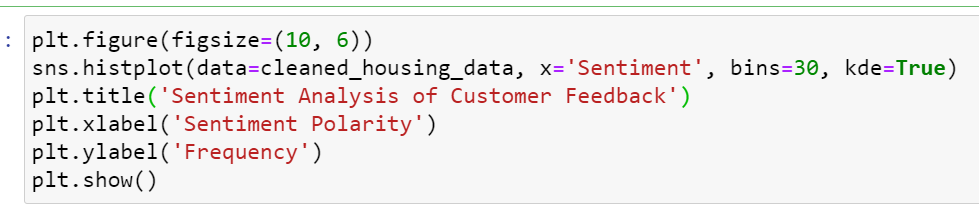 :
plt.figure(figsize=(10, 6))
sns.histplot(data=cleaned_housing_data, x='Sentiment', bins=30, kde=True)
plt.title('Sentiment Analysis of Customer Feedback')
plt.xlabel('Sentiment Polarity')
plt.ylabel('Frequency')
plt.show()